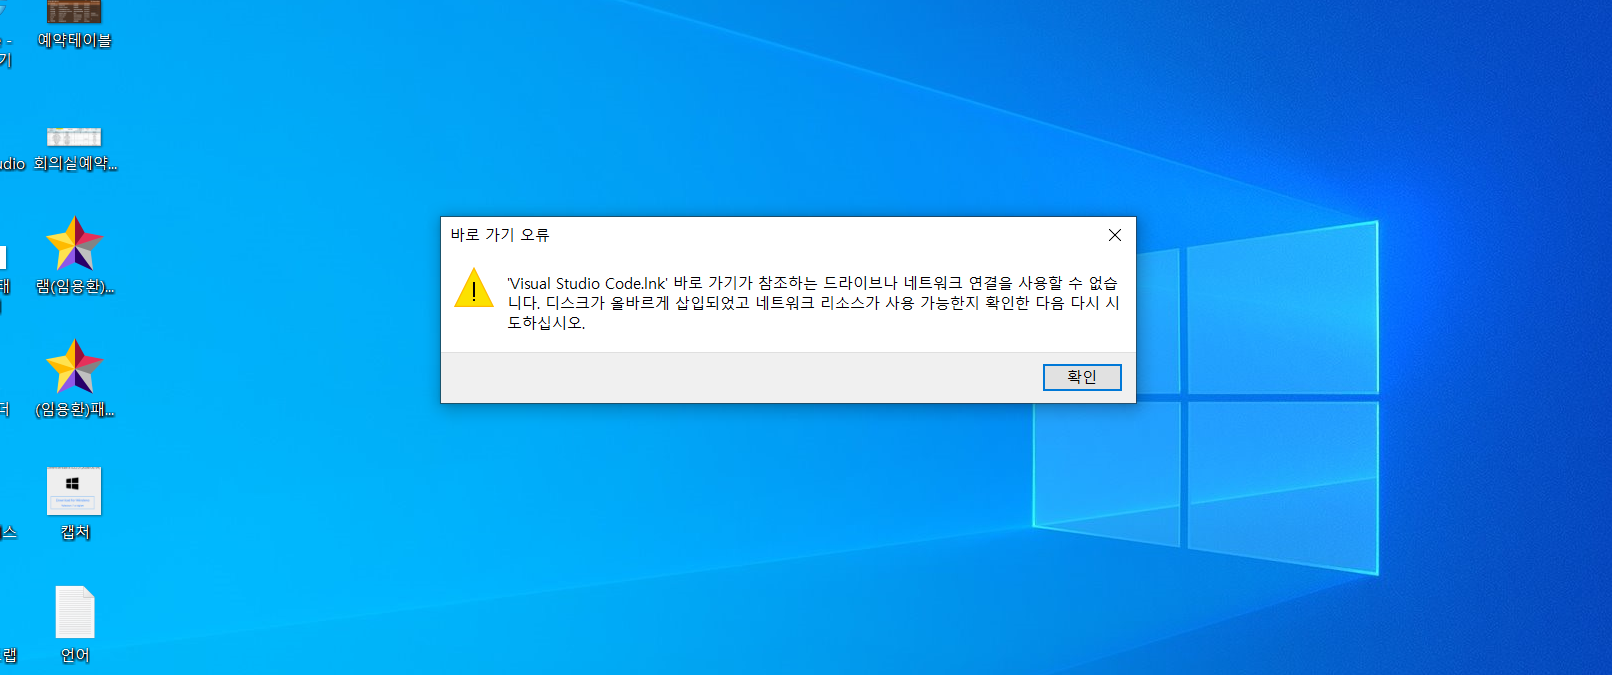 예약테이블
기
udio
회의실예약...
바로 가기 오류
'Visual Studio Code.lnk' 바로 가기가 참조하는 드라이브나 네트워크 연결을 사용할 수 없습
니다. 디스크가 올바르게 삽입되었고 네트워크 리소스가 사용 가능한지 확인한 다음 다시 시
도하십시오.
확인
램(임용환)...
더
(임용환)패...
스
캡처
랩
언어